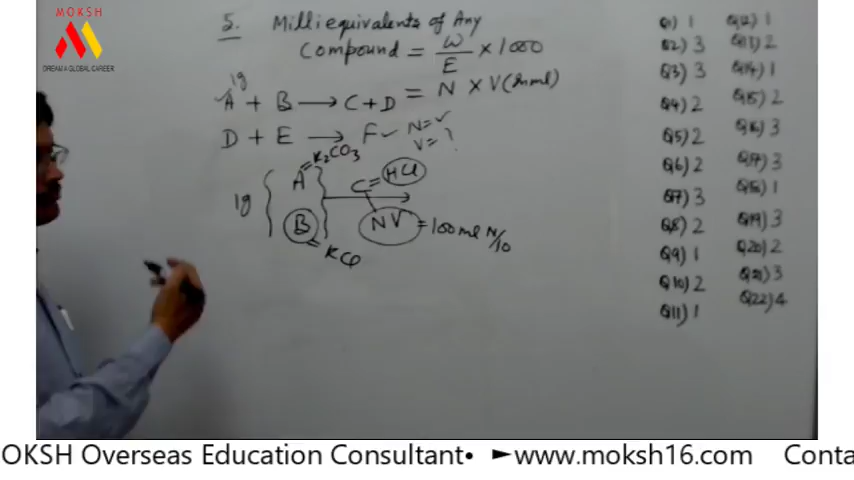 MOKSH
DREAM A GLOBAL CAREER
5. Milliequivalents of Any
Compound = W/E × 1000
= N × V(in ml)
1g
A + B → C + D
D + E → F ✓ N = ✓
V = ?
1g { A = K2CO3
B = KCl }
C = HCl
NV = 100 ml N/10
Q1) 1
Q2) 3
Q3) 3
Q4) 2
Q5) 2
Q6) 2
Q7) 3
Q8) 2
Q9) 1
Q10) 2
Q11) 1
Q12) 1
Q13) 2
Q14) 1
Q15) 2
Q16) 3
Q17) 3
Q18) 1
Q19) 3
Q20) 2
Q21) 3
Q22) 4
OKSH Overseas Education Consultant• ►www.moksh16.com Conta